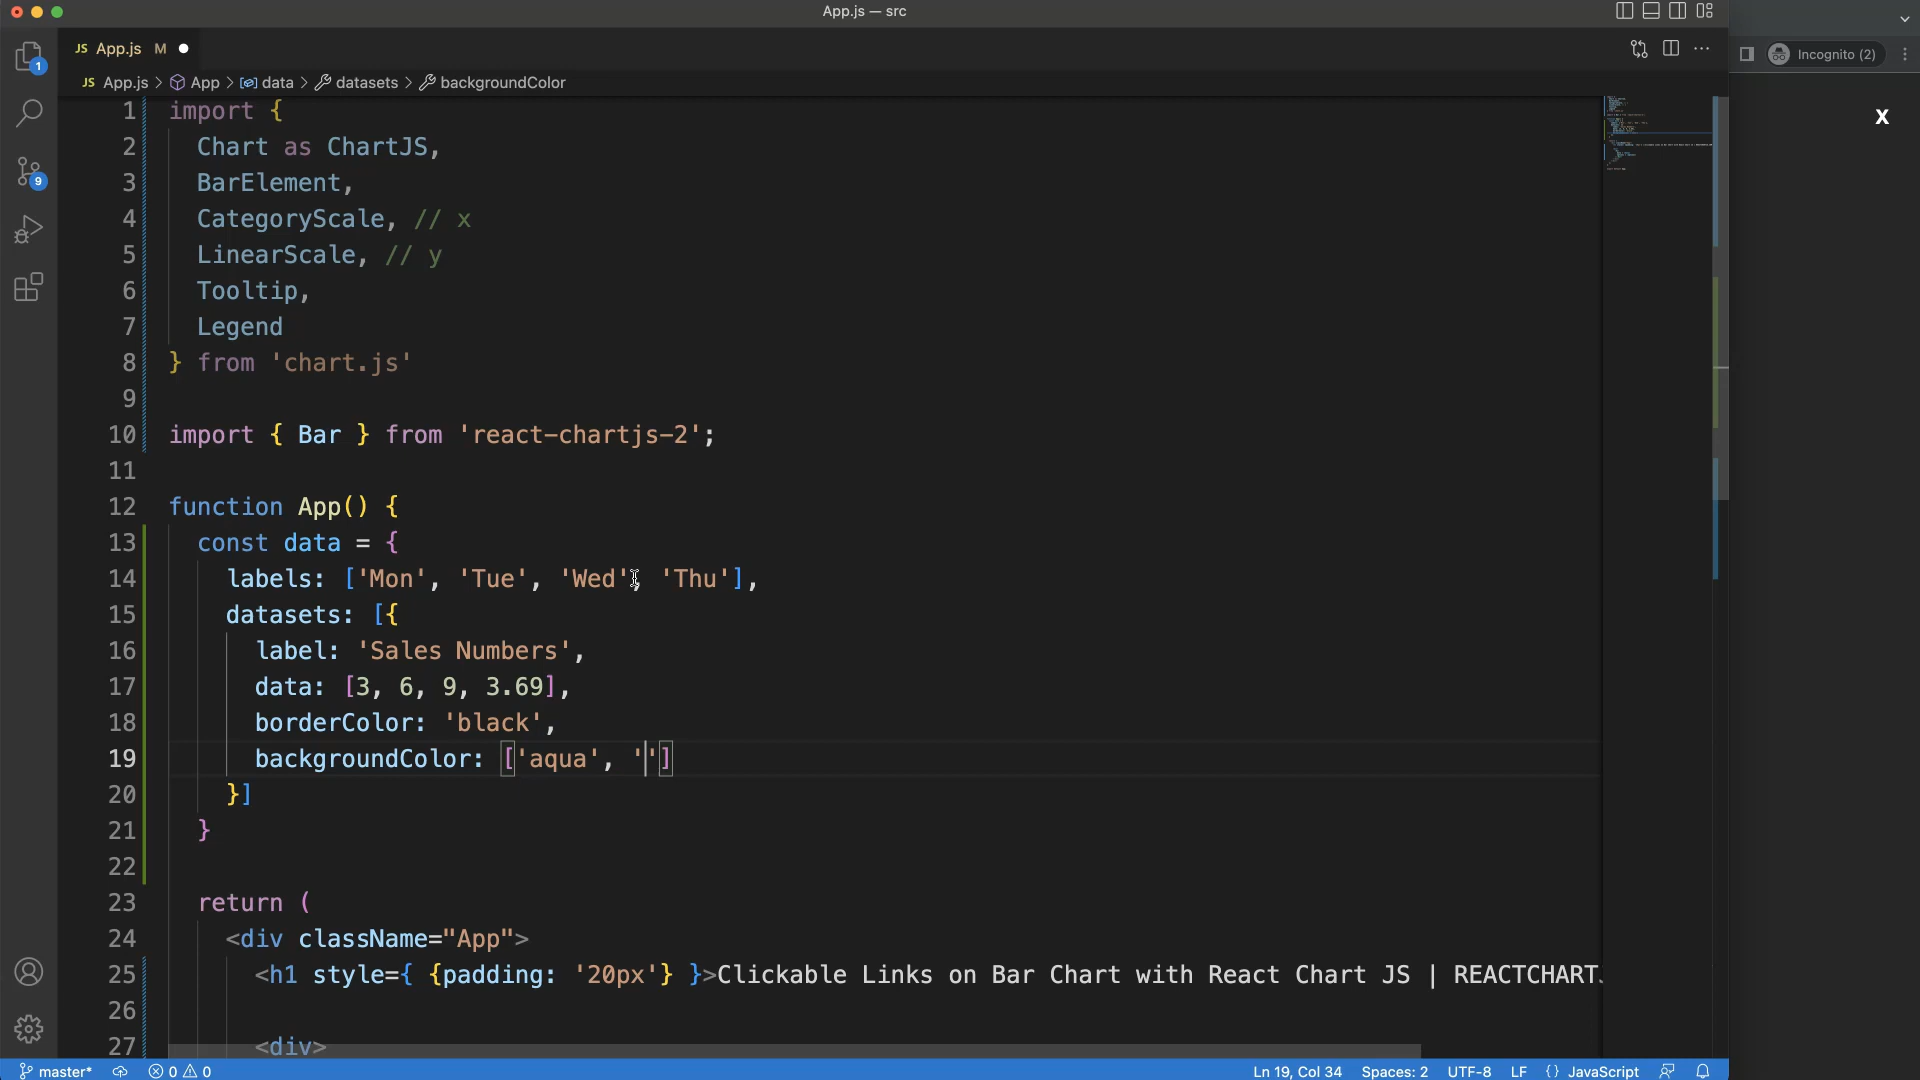 App.js — src
JS App.js M
Incognito (2)
JS App.js > App > data > datasets > backgroundColor
X
1 import {
2 Chart as ChartJS,
3 BarElement,
4 CategoryScale, // x
5 LinearScale, // y
6 Tooltip,
7 Legend
8 } from 'chart.js'
9
10 import { Bar } from 'react-chartjs-2';
11
12 function App() {
13 const data = {
14 labels: ['Mon', 'Tue', 'Wed', 'Thu'],
15 datasets: [{
16 label: 'Sales Numbers',
17 data: [3, 6, 9, 3.69],
18 borderColor: 'black',
19 backgroundColor: ['aqua', '']
20 }]
21 }
22
23 return (
24 <div className="App">
25 <h1 style={ {padding: '20px'} }>Clickable Links on Bar Chart with React Chart JS | REACTCHART
26
27 <div>
1
9
master* 0 0 Ln 19, Col 34 Spaces: 2 UTF-8 LF {} JavaScript